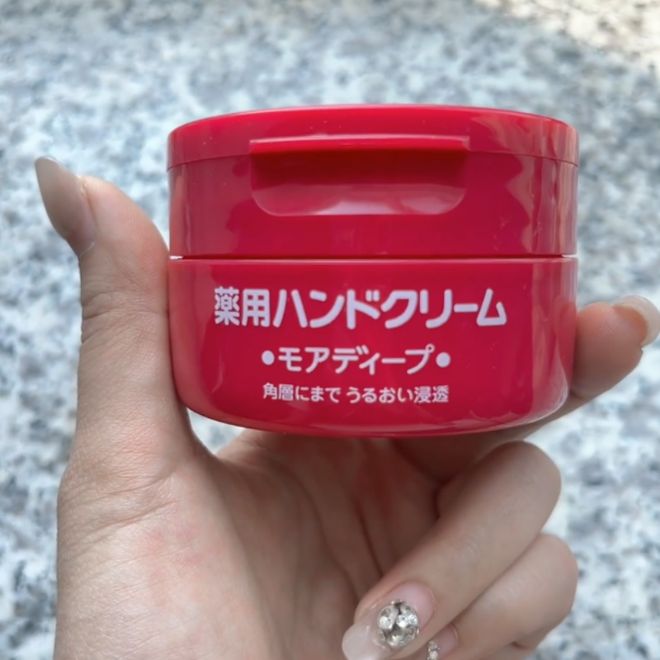 薬用ハンドクリーム
•モアディープ•
角層にまで うるおい浸透